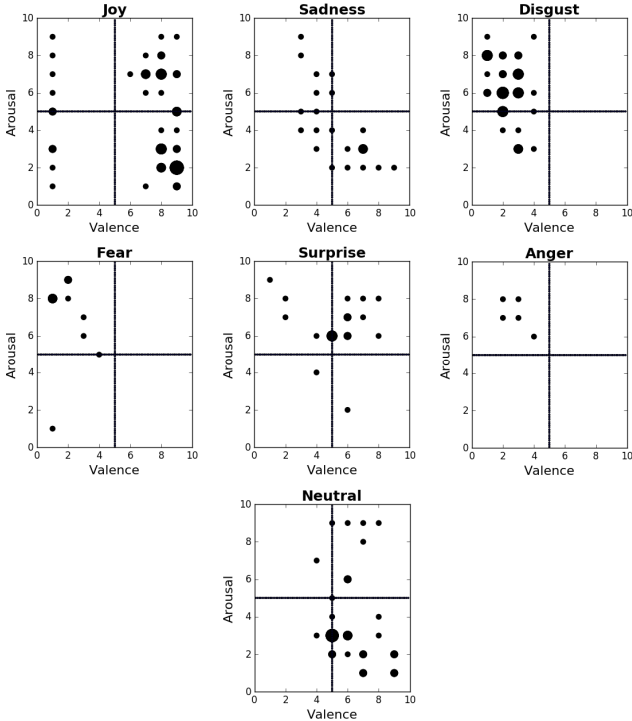 Joy Sadness Disgust
10 10 10
8 8 8
6 6 6
Arousal Arousal Arousal
4 4 4
2 2 2
0 0 0
0 2 4 6 8 10 0 2 4 6 8 10 0 2 4 6 8 10
Valence Valence Valence
Fear Surprise Anger
10 10 10
8 8 8
6 6 6
Arousal Arousal Arousal
4 4 4
2 2 2
0 0 0
0 2 4 6 8 10 0 2 4 6 8 10 0 2 4 6 8 10
Valence Valence Valence
Neutral
10
8
6
Arousal
4
2
0
0 2 4 6 8 10
Valence